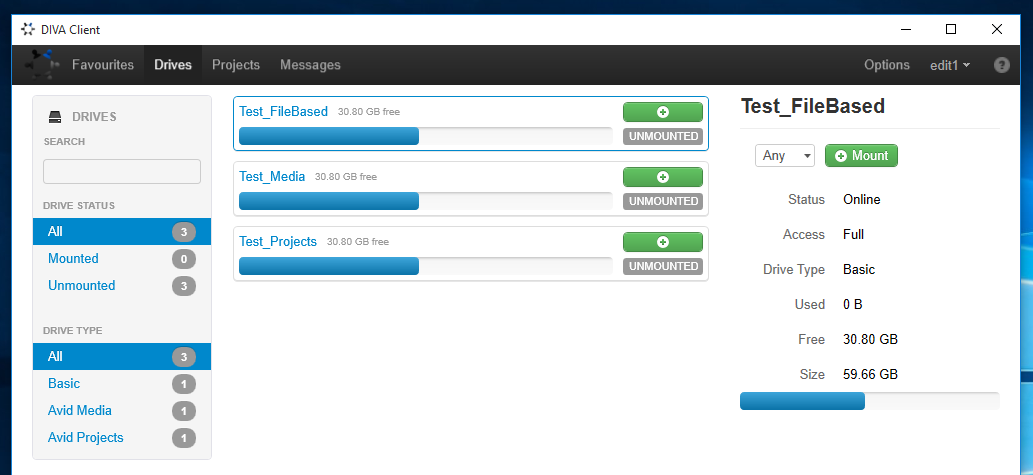 DIVA Client
Favourites Drives Projects Messages Options edit1 ?
DRIVES
SEARCH
DRIVE STATUS
All 3
Mounted 0
Unmounted 3
DRIVE TYPE
All 3
Basic 1
Avid Media 1
Avid Projects 1
Test_FileBased 30.80 GB free
UNMOUNTED
Test_Media 30.80 GB free
UNMOUNTED
Test_Projects 30.80 GB free
UNMOUNTED
Test_FileBased
Any Mount
Status Online
Access Full
Drive Type Basic
Used 0 B
Free 30.80 GB
Size 59.66 GB